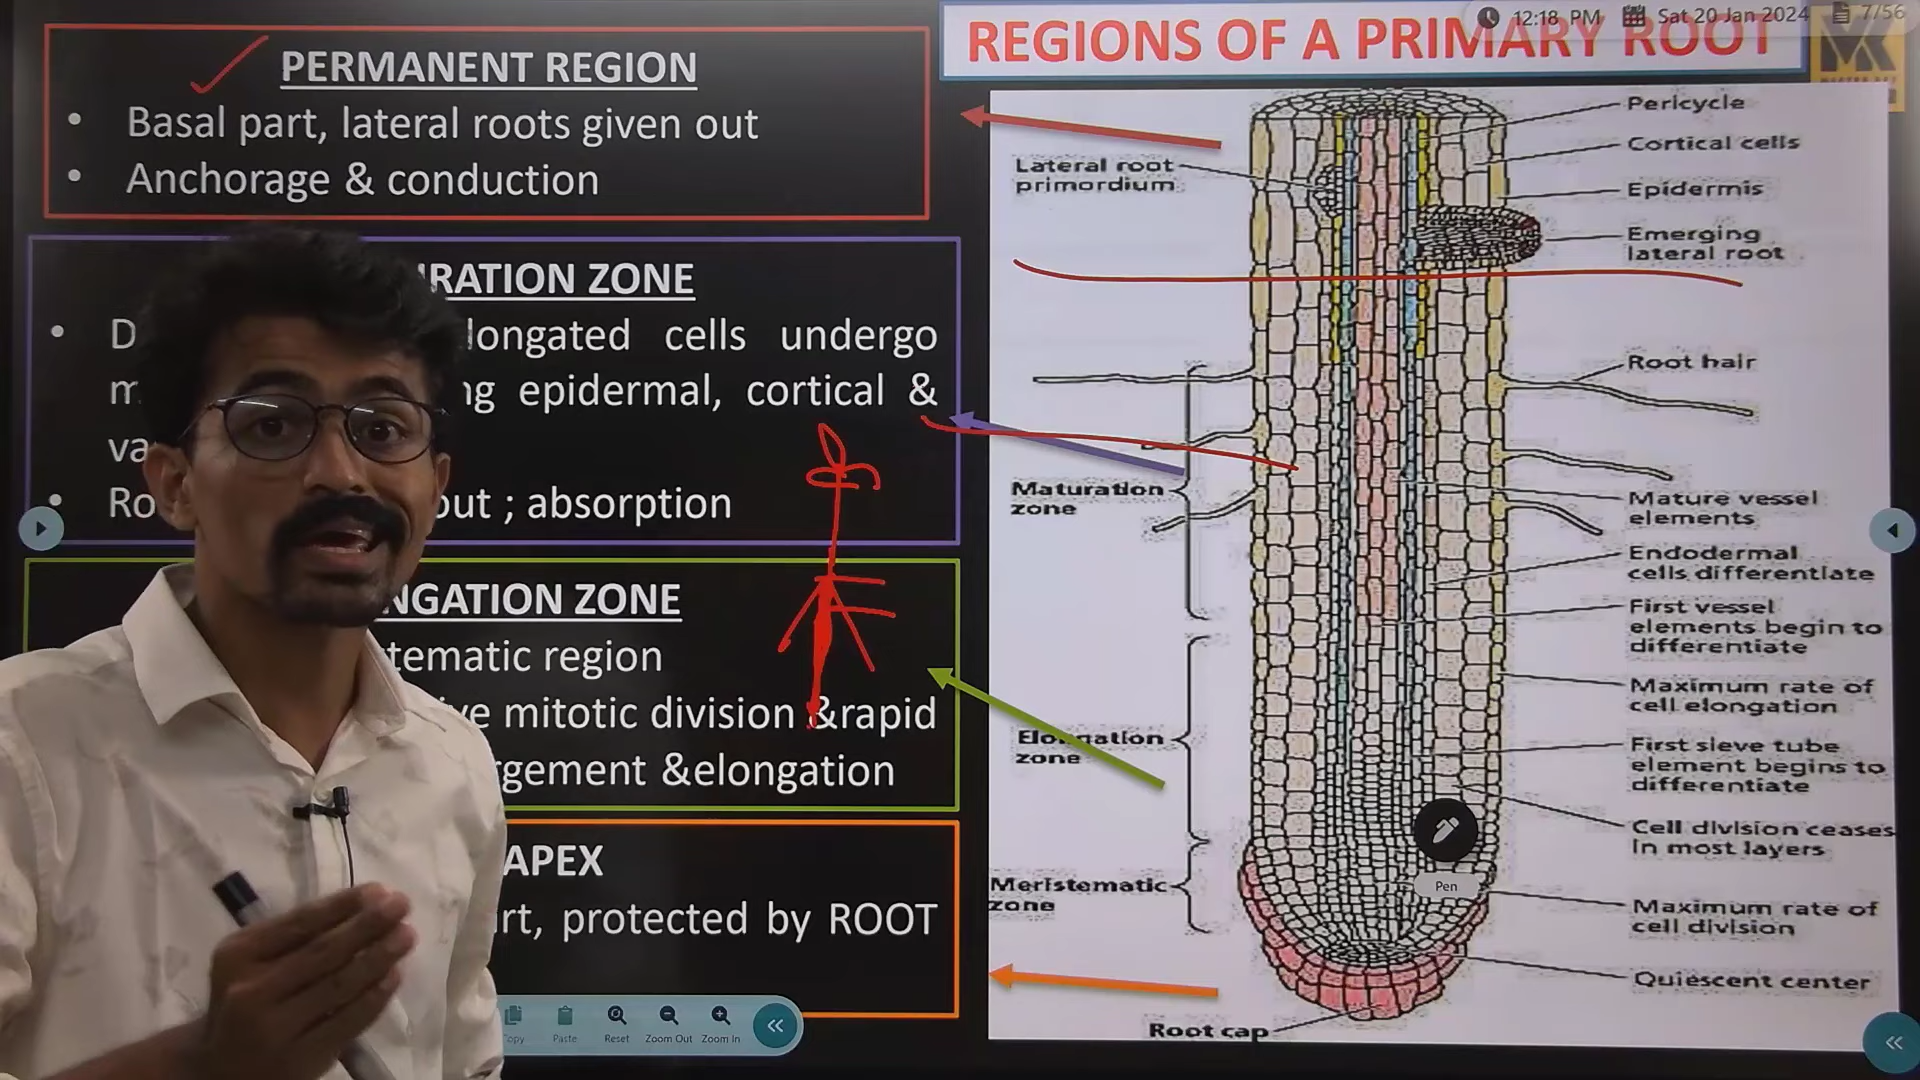 12:18 PM Sat 20 Jan 2024 7/56
REGIONS OF A PRIMARY ROOT
PERMANENT REGION
• Basal part, lateral roots given out
• Anchorage & conduction
RATION ZONE
• D longated cells undergo
m ng epidermal, cortical &
va
• Ro out ; absorption
NGATION ZONE
tematic region
ive mitotic division &rapid
rgement &elongation
APEX
rt, protected by ROOT
Copy
Paste
Reset
Zoom Out
Zoom In
Pericycle
Cortical cells
Lateral root
primordium
Epidermis
Emerging
lateral root
Root hair
Maturation
zone
Mature vessel
elements
Endodermal
cells differentiate
First vessel
elements begin to
differentiate
Maximum rate of
cell elongation
Elongation
zone
First sieve tube
element begins to
differentiate
Cell division ceases
in most layers
Pen
Meristematic
zone
Maximum rate of
cell division
Quiescent center
Root cap